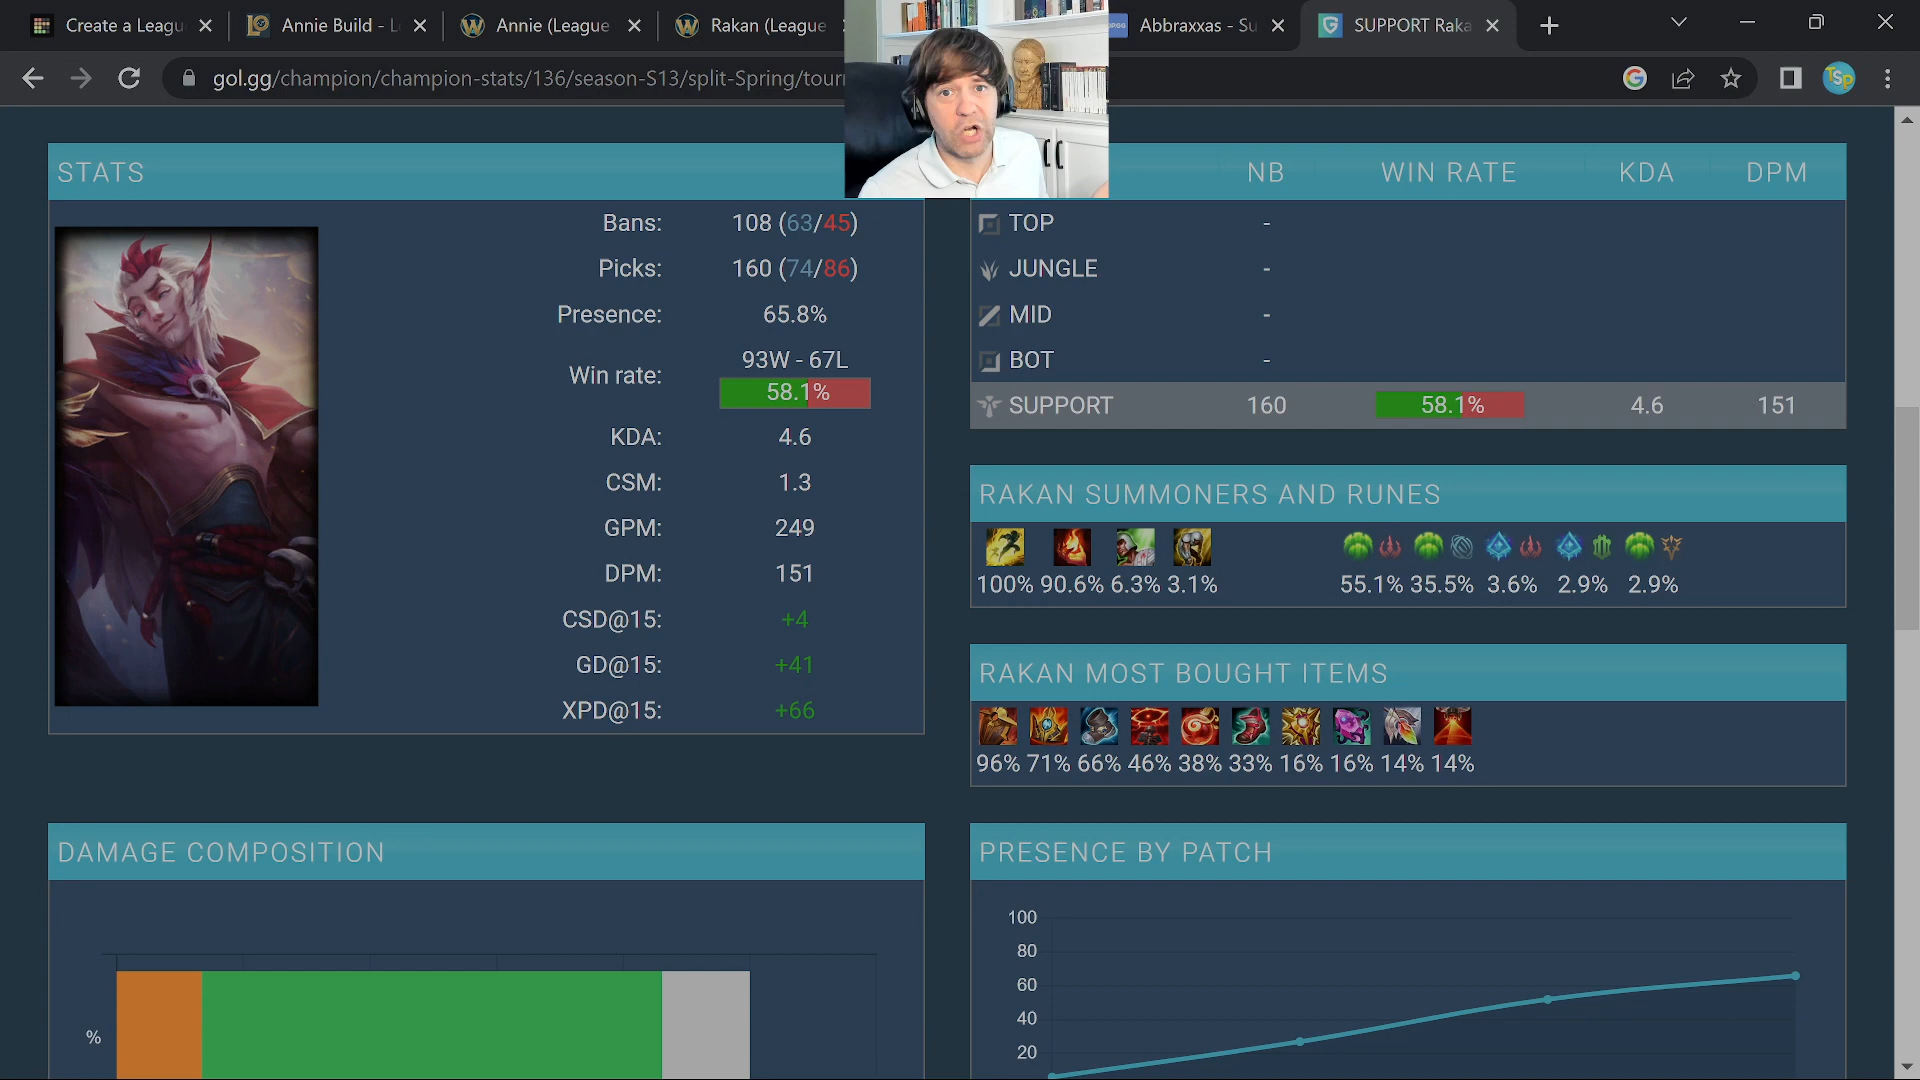 Create a Leagu
Annie Build - L
Annie (League
Rakan (League
Abbraxxas - Su
SUPPORT Raka
gol.gg/champion/champion-stats/136/season-S13/split-Spring/tourn
TSP
STATS
Bans: 108 (63/45)
Picks: 160 (74/86)
Presence: 65.8%
Win rate: 93W - 67L
58.1%
KDA: 4.6
CSM: 1.3
GPM: 249
DPM: 151
CSD@15: +4
GD@15: +41
XPD@15: +66
NB WIN RATE KDA DPM
TOP -
JUNGLE -
MID -
BOT -
SUPPORT 160 58.1% 4.6 151
RAKAN SUMMONERS AND RUNES
100% 90.6% 6.3% 3.1% 55.1% 35.5% 3.6% 2.9% 2.9%
RAKAN MOST BOUGHT ITEMS
96% 71% 66% 46% 38% 33% 16% 16% 14% 14%
DAMAGE COMPOSITION
%
PRESENCE BY PATCH
100
80
60
40
20